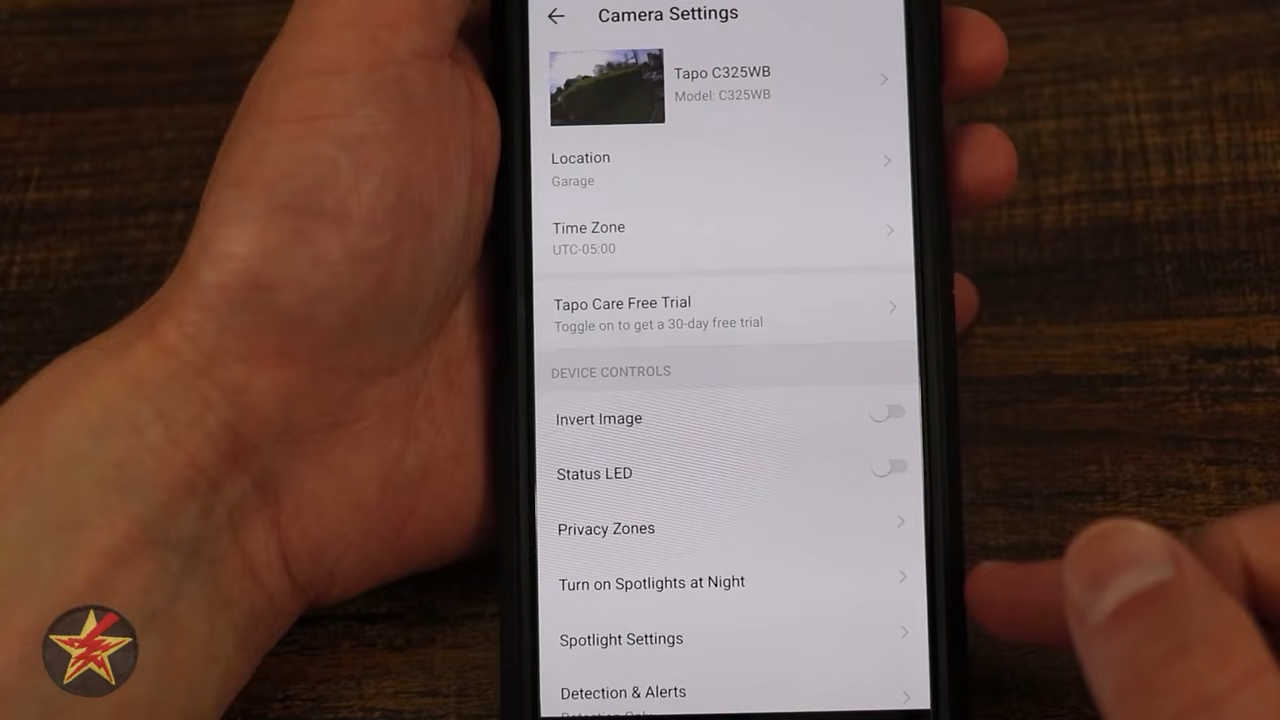 Camera Settings
Tapo C325WB
Model: C325WB
Location
Garage
Time Zone
UTC-05:00
Tapo Care Free Trial
Toggle on to get a 30-day free trial
DEVICE CONTROLS
Invert Image
Status LED
Privacy Zones
Turn on Spotlights at Night
Spotlight Settings
Detection & Alerts